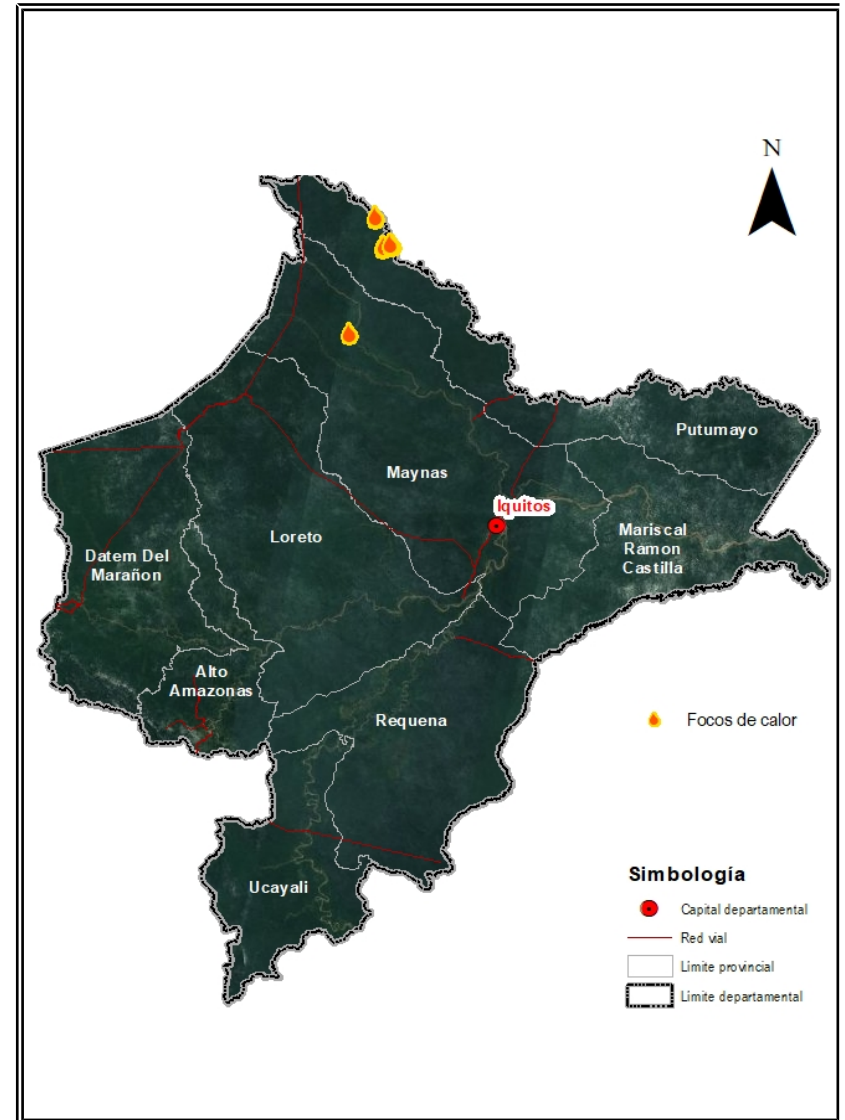 N
Putumayo
Maynas
Iquitos
Mariscal
Ramon
Castilla
Loreto
Datem Del
Marañon
Alto
Amazonas
Requena
Focos de calor
Ucayali
Simbología
Capital departamental
Red vial
Limite provincial
Limite departamental